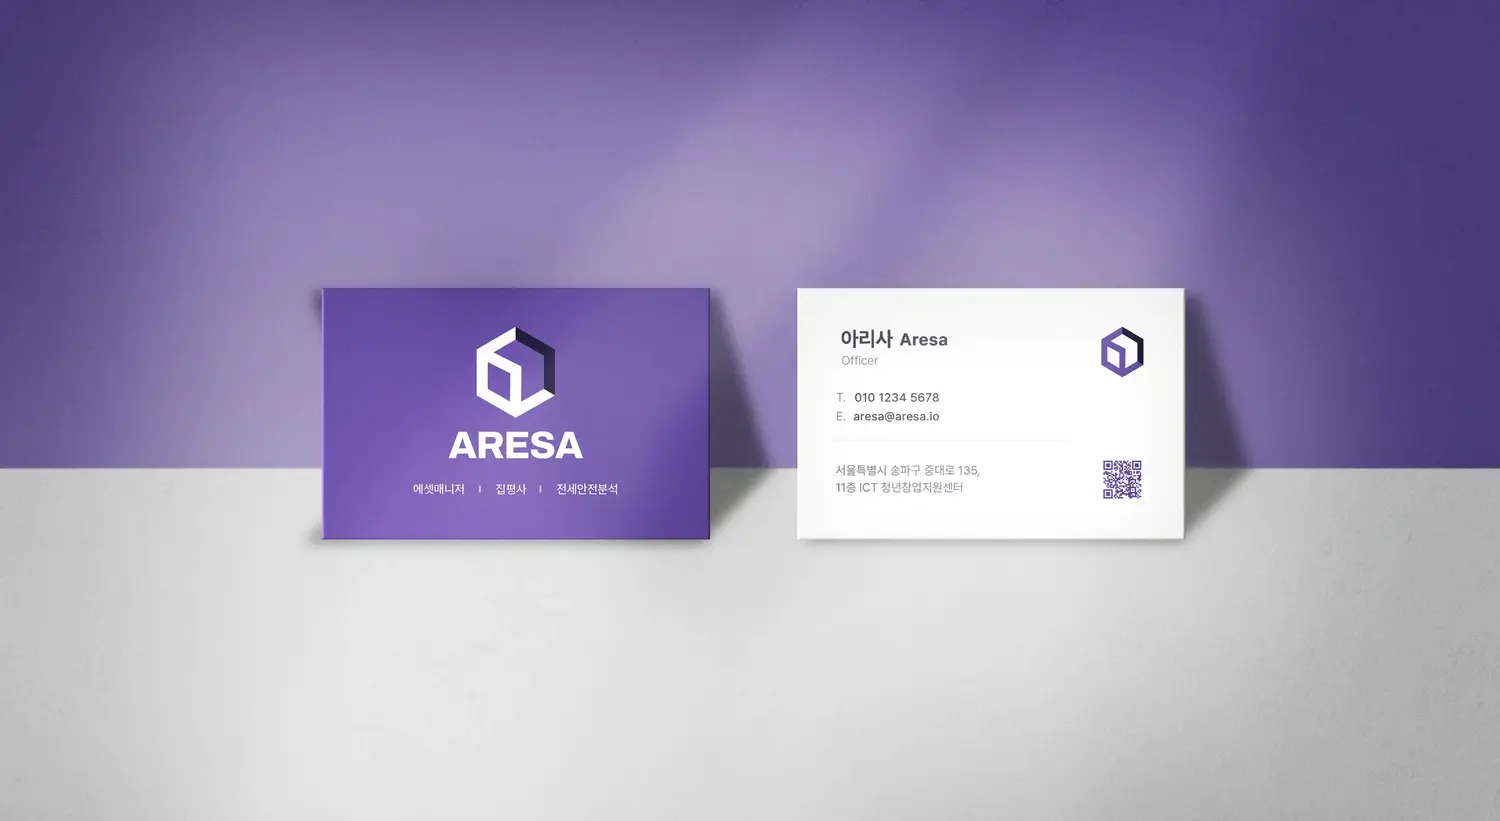 ARESA
에셋매니저 | 집평사 | 전세안전분석
아리사 Aresa
Officer
T. 010 1234 5678
E. aresa@aresa.io
서울특별시 송파구 중대로 135,
11층 ICT 청년창업지원센터